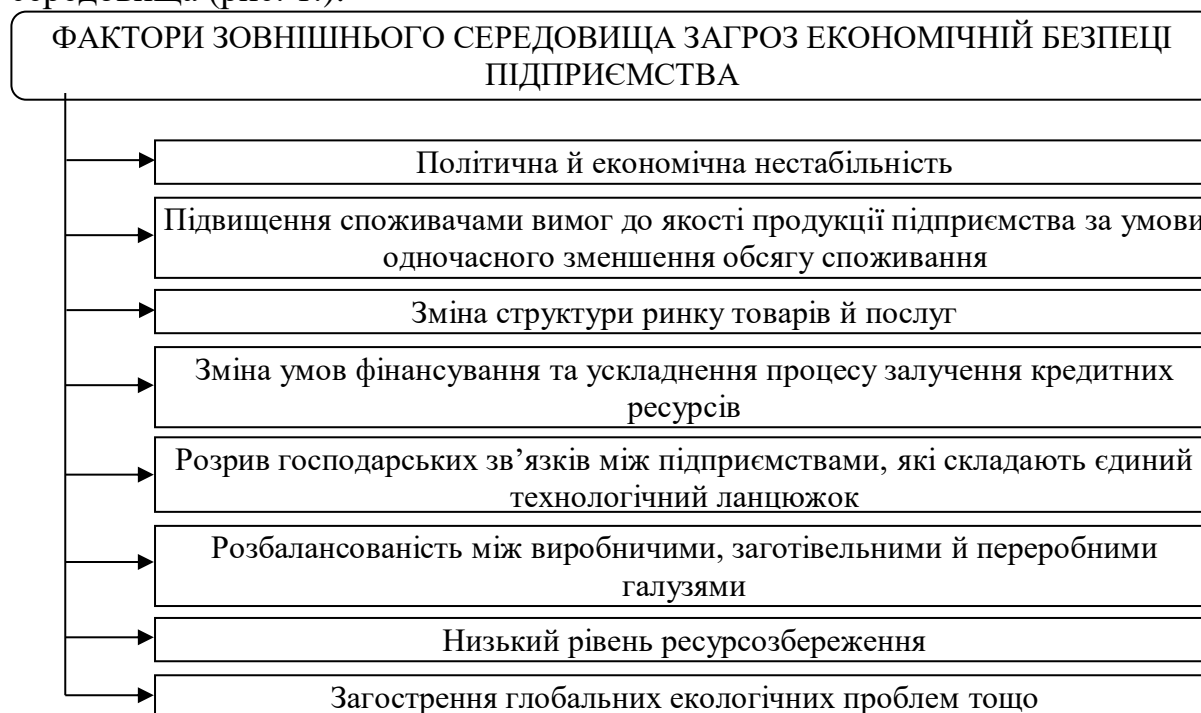 середовища (рис. 1.).
ФАКТОРИ ЗОВНІШНЬОГО СЕРЕДОВИЩА ЗАГРОЗ ЕКОНОМІЧНІЙ БЕЗПЕЦІ
ПІДПРИЄМСТВА
Політична й економічна нестабільність
Підвищення споживачами вимог до якості продукції підприємства за умови
одночасного зменшення обсягу споживання
Зміна структури ринку товарів й послуг
Зміна умов фінансування та ускладнення процесу залучення кредитних
ресурсів
Розрив господарських зв’язків між підприємствами, які складають єдиний
технологічний ланцюжок
Розбалансованість між виробничими, заготівельними й переробними
галузями
Низький рівень ресурсозбереження
Загострення глобальних екологічних проблем тощо